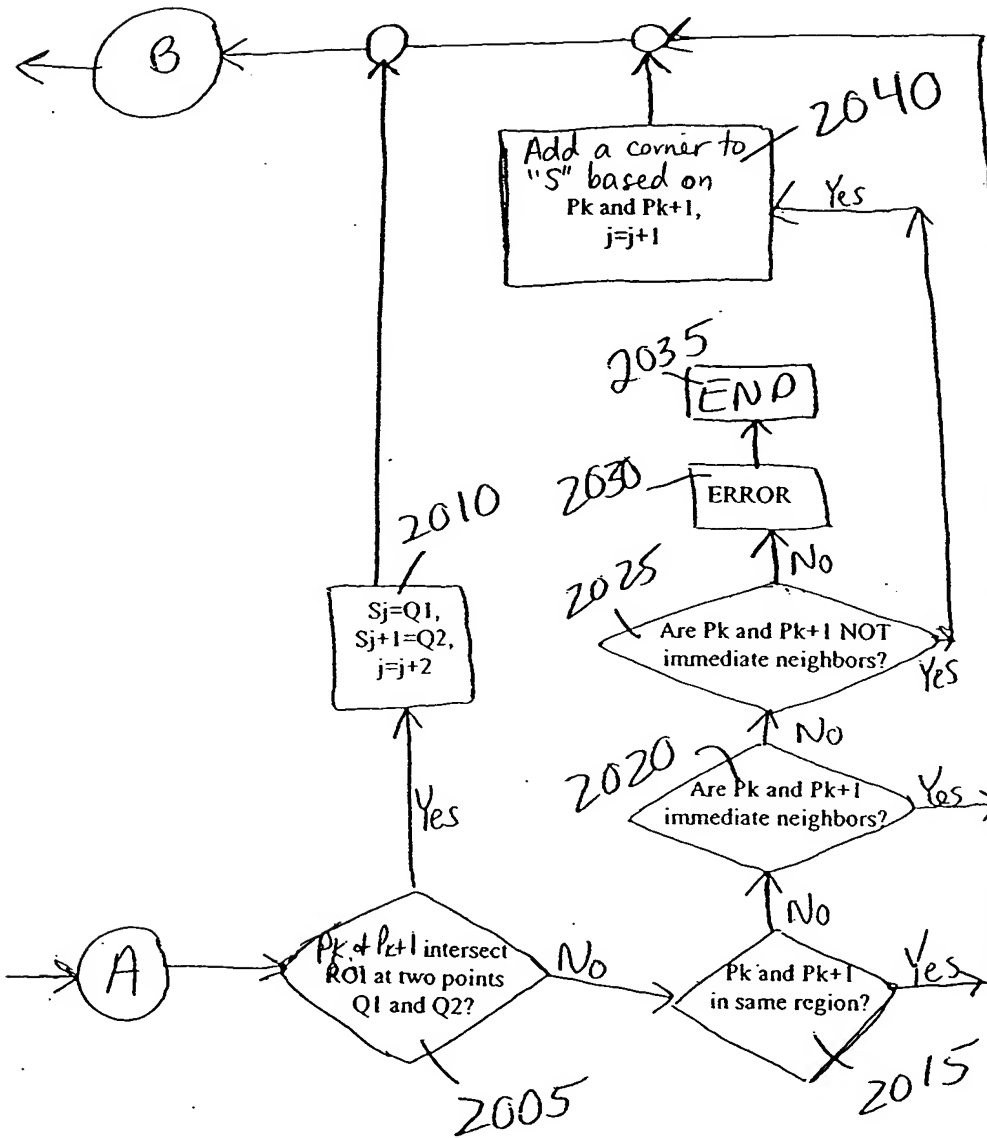 B
2040
Add a corner to
"S" based on
Pk and Pk+1,
j=j+1
Yes
2035
END
2030
ERROR
2010
No
2025
Sj=Q1,
Sj+1=Q2,
j=j+2
Are Pk and Pk+1 NOT
immediate neighbors?
Yes
No
2020
Are Pk and Pk+1
immediate neighbors?
Yes
Yes
No
A
Pk & Pk+1 intersect
ROI at two points
Q1 and Q2?
No
Pk and Pk+1
in same region?
Yes
2005
2015